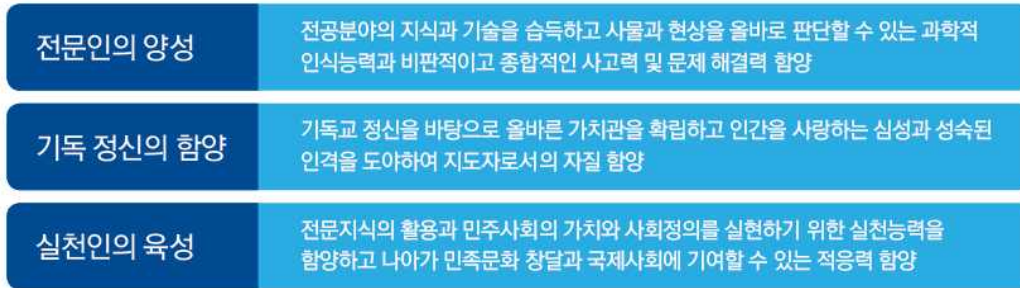 전문인의 양성
전공분야의 지식과 기술을 습득하고 사물과 현상을 올바로 판단할 수 있는 과학적
인식능력과 비판적이고 종합적인 사고력 및 문제 해결력 함양
기독 정신의 함양
기독교 정신을 바탕으로 올바른 가치관을 확립하고 인간을 사랑하는 심성과 성숙된
인격을 도야하여 지도자로서의 자질 함양
실천인의 육성
전문지식의 활용과 민주사회의 가치와 사회정의를 실현하기 위한 실천능력을
함양하고 나아가 민족문화 창달과 국제사회에 기여할 수 있는 적응력 함양